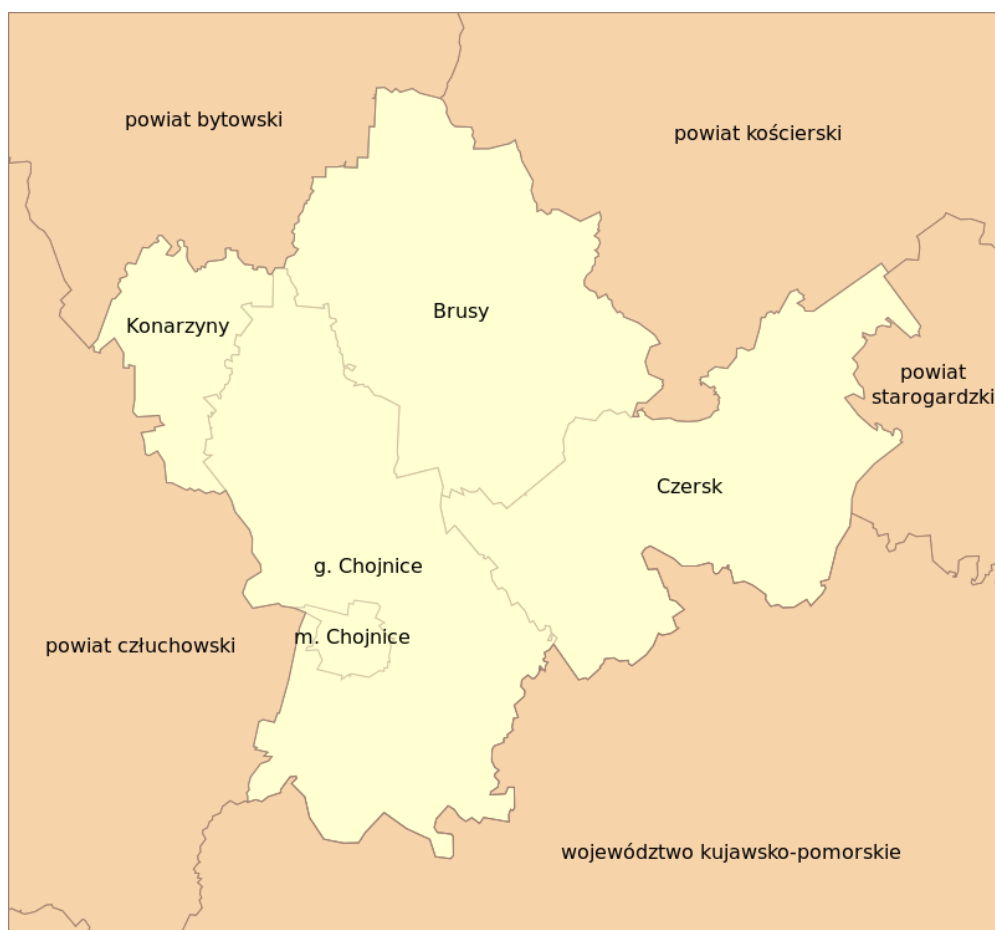 powiat bytowski
powiat kościerski
Brusy
Konarzyny
powiat
starogardzki
Czersk
g. Chojnice
m. Chojnice
powiat człuchowski
województwo kujawsko-pomorskie